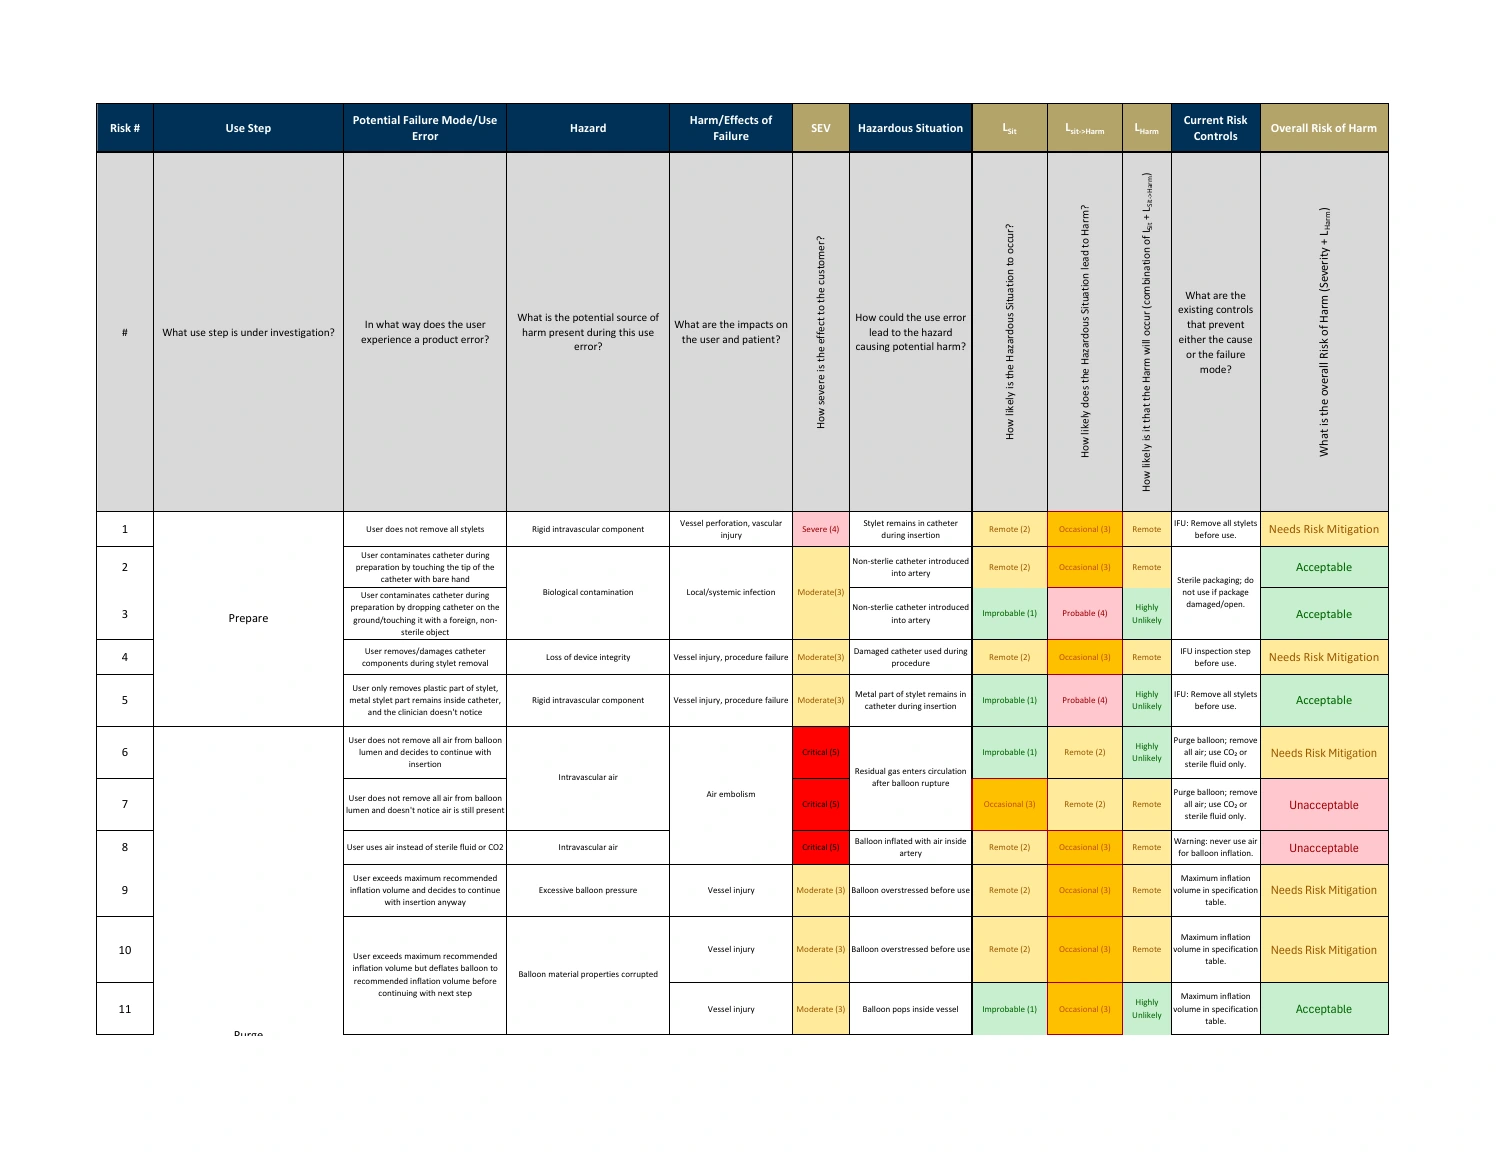 Risk #
Use Step
Potential Failure Mode/Use
Error
Hazard
Harm/Effects of
Failure
SEV
Hazardous Situation
LSit
Lsit->Harm
LHarm
Current Risk
Controls
Overall Risk of Harm
#
What use step is under investigation?
In what way does the user
experience a product error?
What is the potential source of
harm present during this use
error?
What are the impacts on
the user and patient?
How severe is the effect to the customer?
How could the use error
lead to the hazard
causing potential harm?
How likely is the Hazardous Situation to occur?
How likely does the Hazardous Situation lead to Harm?
How likely is it that the Harm will occur (combination of LSit + LSit->Harm)
What are the
existing controls
that prevent
either the cause
or the failure
mode?
What is the overall Risk of Harm (Severity + LHarm)
1
Prepare
User does not remove all stylets
Rigid intravascular component
Vessel perforation, vascular
injury
Severe (4)
Stylet remains in catheter
during insertion
Remote (2)
Occasional (3)
Remote
IFU: Remove all stylets
before use.
Needs Risk Mitigation
2
User contaminates catheter during
preparation by touching the tip of the
catheter with bare hand
Biological contamination
Local/systemic infection
Moderate(3)
Non-sterlie catheter introduced
into artery
Remote (2)
Occasional (3)
Remote
Sterile packaging; do
not use if package
damaged/open.
Acceptable
3
User contaminates catheter during
preparation by dropping catheter on the
ground/touching it with a foreign, non-
sterile object
Non-sterlie catheter introduced
into artery
Improbable (1)
Probable (4)
Highly
Unlikely
Acceptable
4
User removes/damages catheter
components during stylet removal
Loss of device integrity
Vessel injury, procedure failure
Moderate(3)
Damaged catheter used during
procedure
Remote (2)
Occasional (3)
Remote
IFU inspection step
before use.
Needs Risk Mitigation
5
User only removes plastic part of stylet,
metal stylet part remains inside catheter,
and the clinician doesn't notice
Rigid intravascular component
Vessel injury, procedure failure
Moderate(3)
Metal part of stylet remains in
catheter during insertion
Improbable (1)
Probable (4)
Highly
Unlikely
IFU: Remove all stylets
before use.
Acceptable
6
User does not remove all air from balloon
lumen and decides to continue with
insertion
Intravascular air
Air embolism
Critical (5)
Residual gas enters circulation
after balloon rupture
Improbable (1)
Remote (2)
Highly
Unlikely
Purge balloon; remove
all air; use CO₂ or
sterile fluid only.
Needs Risk Mitigation
7
User does not remove all air from balloon
lumen and doesn't notice air is still present
Critical (5)
Occasional (3)
Remote (2)
Remote
Purge balloon; remove
all air; use CO₂ or
sterile fluid only.
Unacceptable
8
User uses air instead of sterile fluid or CO2
Intravascular air
Critical (5)
Balloon inflated with air inside
artery
Remote (2)
Occasional (3)
Remote
Warning: never use air
for balloon inflation.
Unacceptable
9
User exceeds maximum recommended
inflation volume and decides to continue
with insertion anyway
Excessive balloon pressure
Vessel injury
Moderate (3)
Balloon overstressed before use
Remote (2)
Occasional (3)
Remote
Maximum inflation
volume in specification
table.
Needs Risk Mitigation
10
User exceeds maximum recommended
inflation volume but deflates balloon to
recommended inflation volume before
continuing with next step
Balloon material properties corrupted
Vessel injury
Moderate (3)
Balloon overstressed before use
Remote (2)
Occasional (3)
Remote
Maximum inflation
volume in specification
table.
Needs Risk Mitigation
11
Vessel injury
Moderate (3)
Balloon pops inside vessel
Improbable (1)
Occasional (3)
Highly
Unlikely
Maximum inflation
volume in specification
table.
Acceptable
Purge